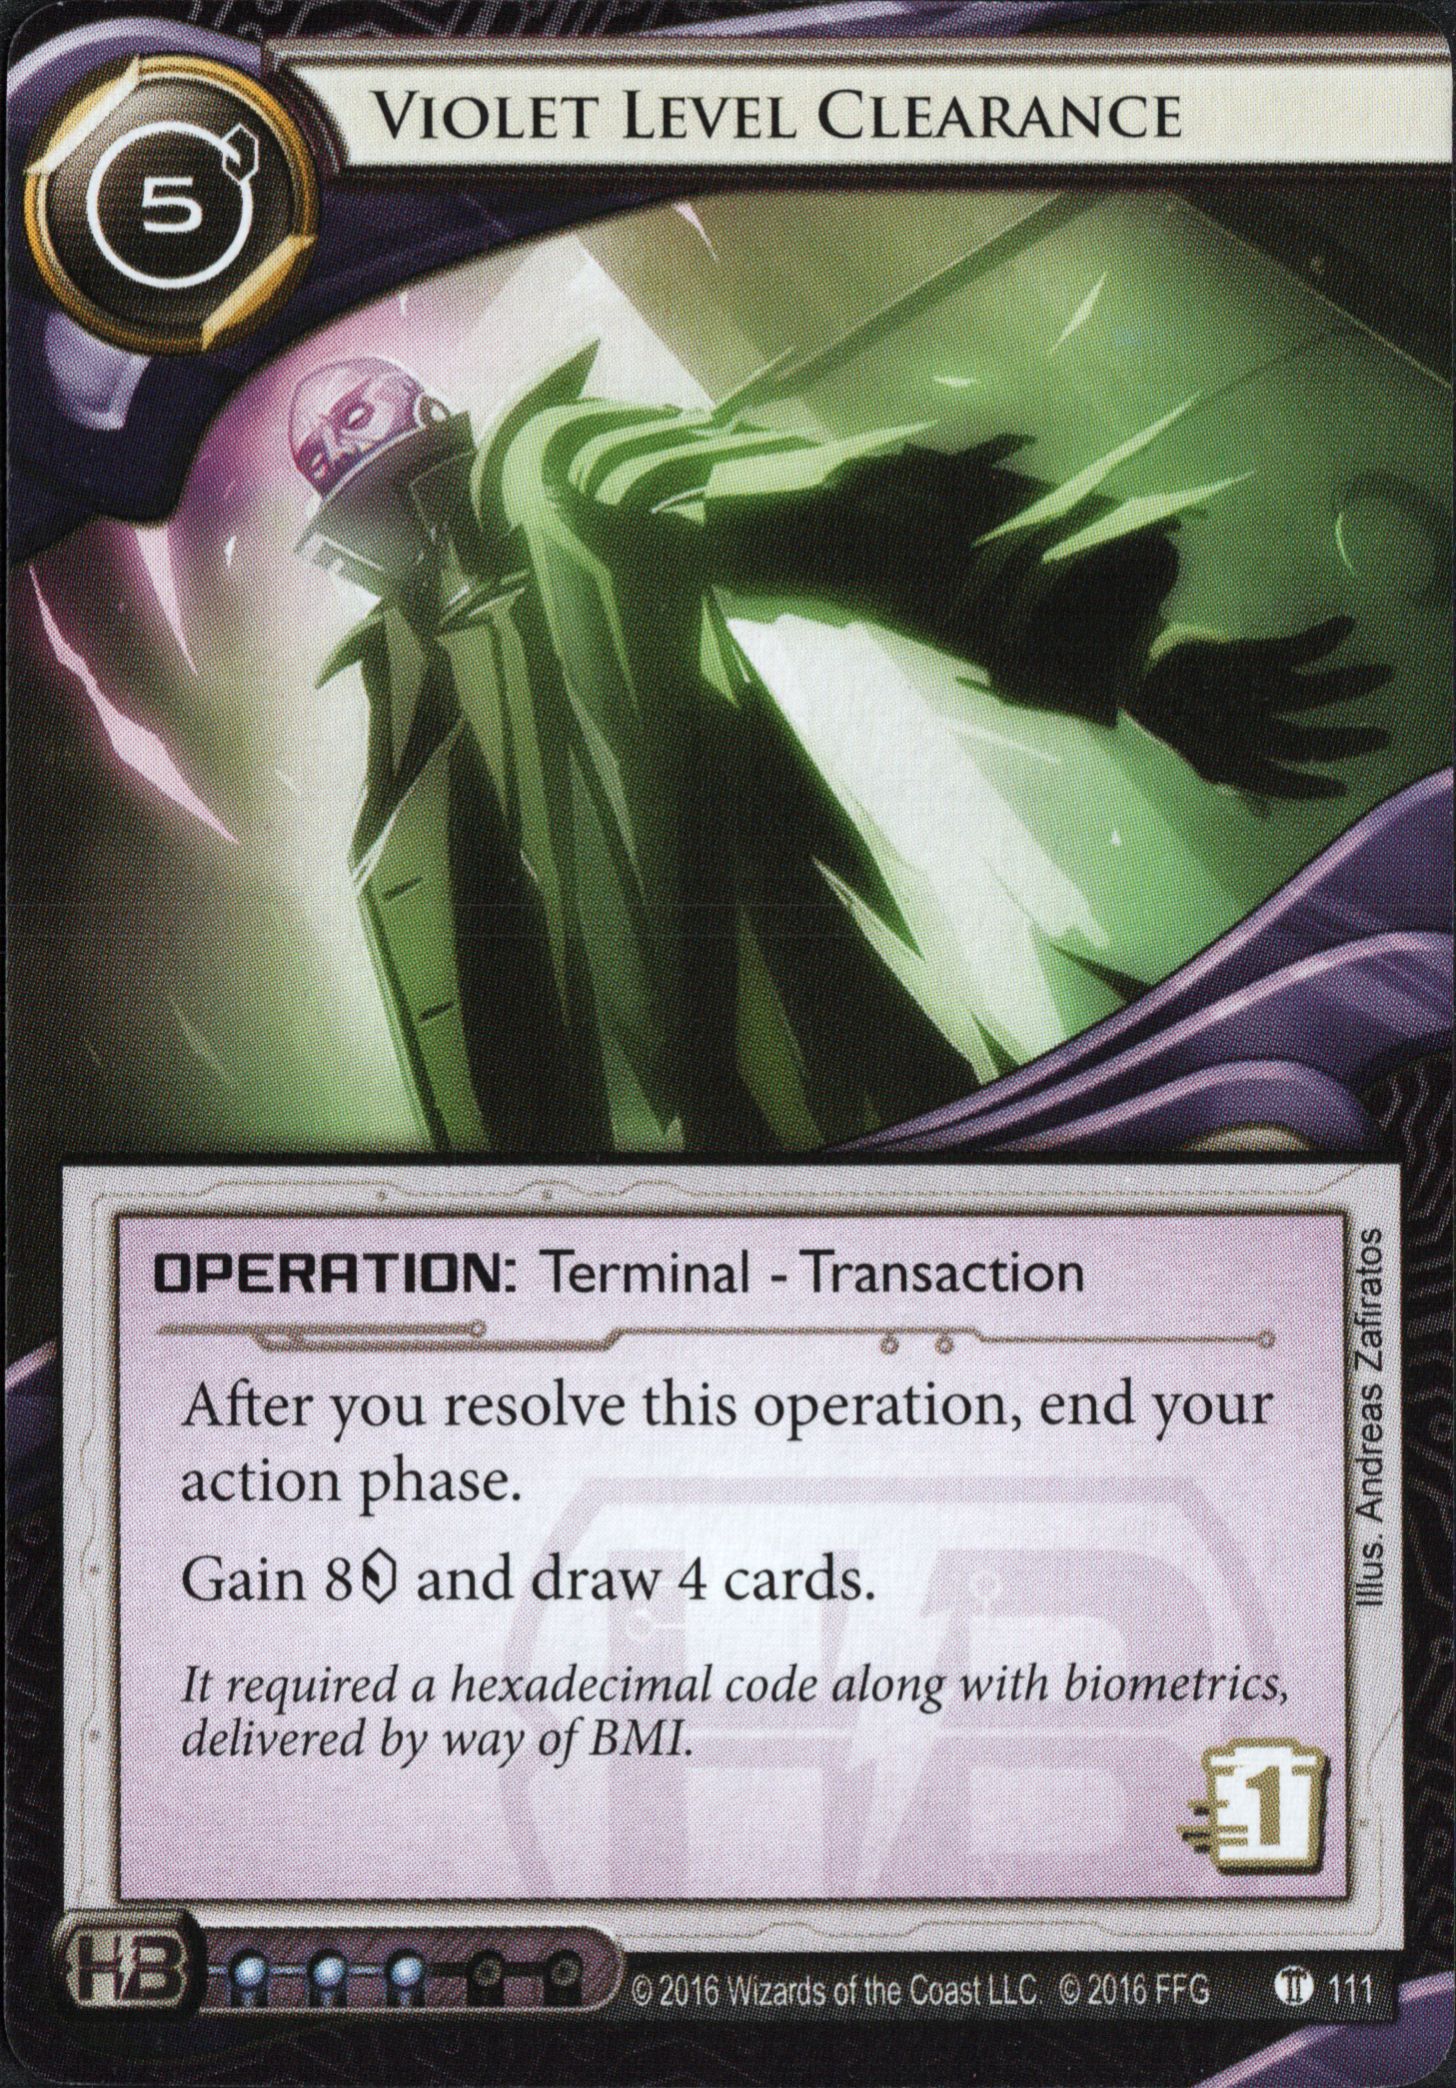 5
VIOLET LEVEL CLEARANCE
OPERATION: Terminal - Transaction
After you resolve this operation, end your
action phase.
Gain 8 and draw 4 cards.
It required a hexadecimal code along with biometrics,
delivered by way of BMI.
1
Illus. Andreas Zafiratos
HB
© 2016 Wizards of the Coast LLC. © 2016 FFG
111